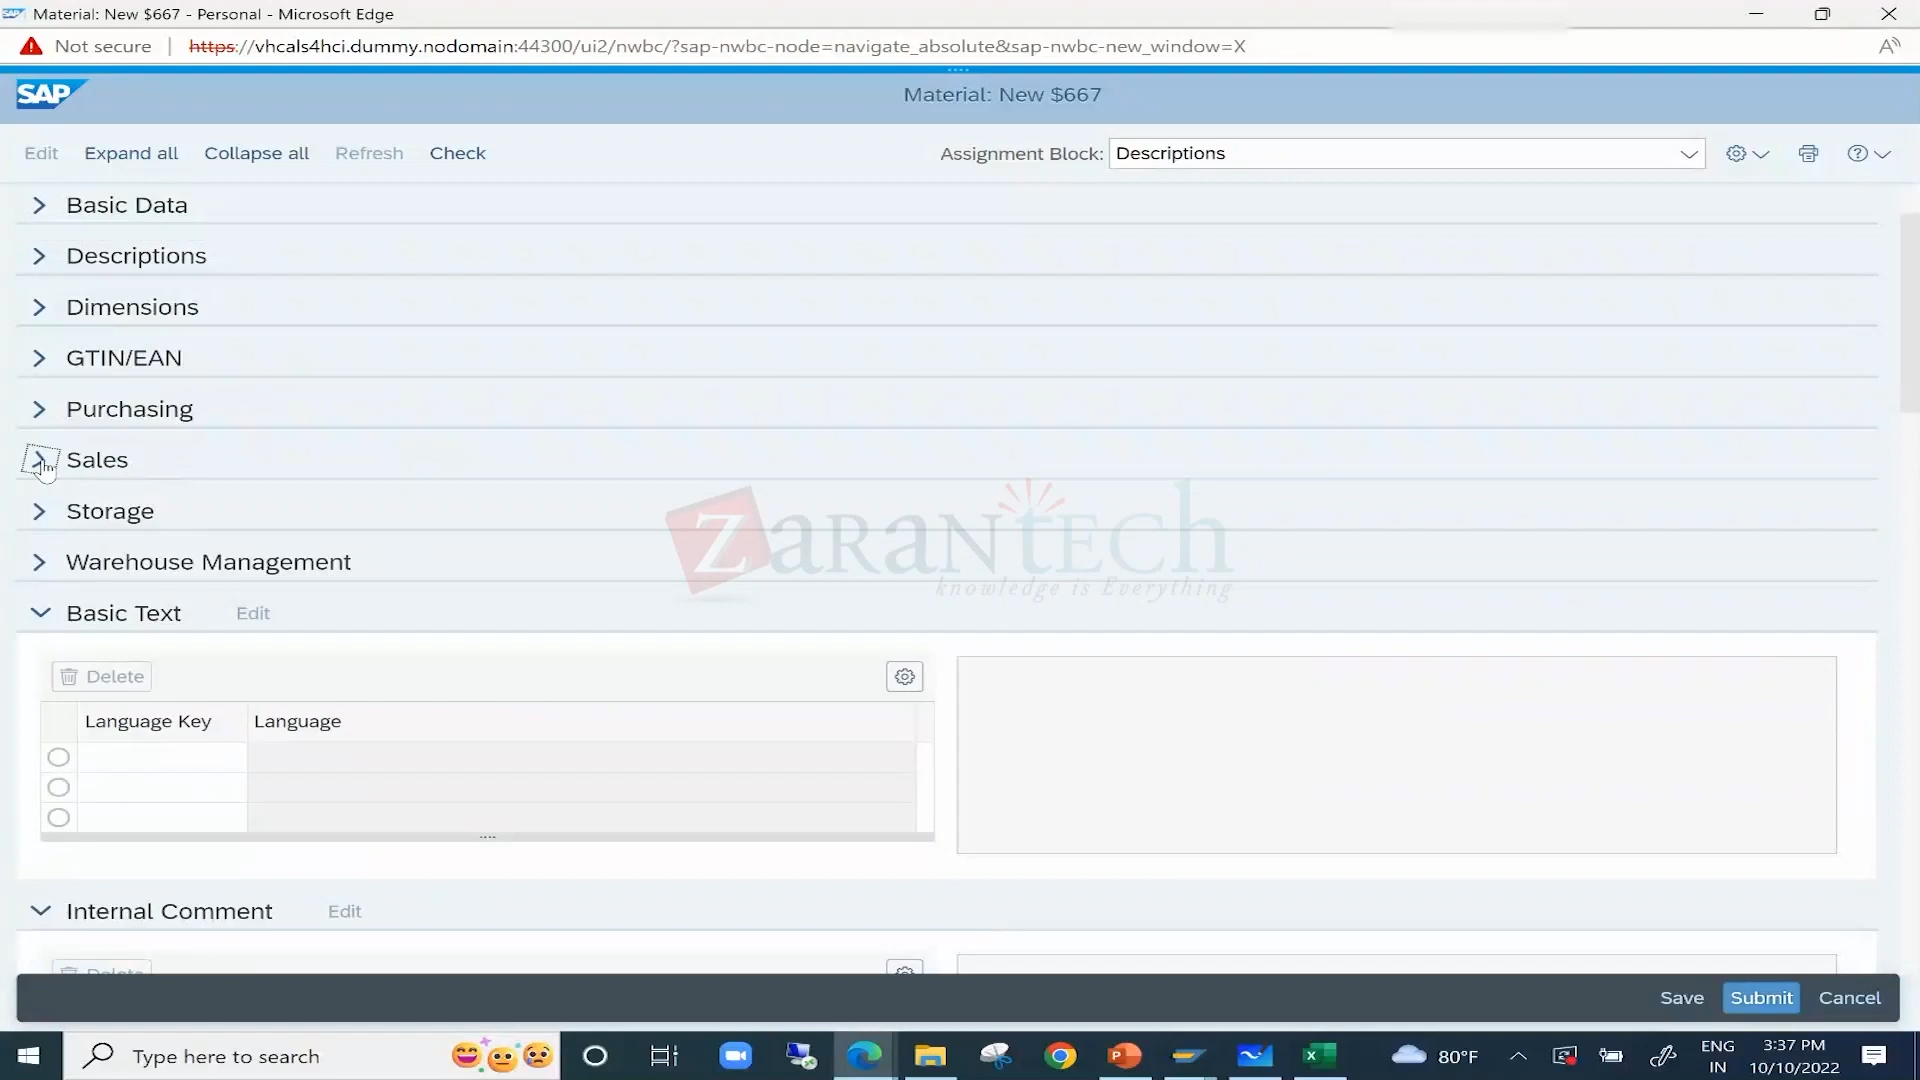 SAP Material: New $667 - Personal - Microsoft Edge
Not secure | https://vhcals4hci.dummy.nodomain:44300/ui2/nwbc/?sap-nwbc-node=navigate_absolute&sap-nwbc-new_window=X
SAP
Material: New $667
Edit Expand all Collapse all Refresh Check Assignment Block: Descriptions
Basic Data
Descriptions
Dimensions
GTIN/EAN
Purchasing
Sales
Storage
Warehouse Management
ZaranTech
knowledge is Everything
Basic Text Edit
Delete
Language Key Language
Internal Comment Edit
Delete
Save Submit Cancel
Type here to search
80°F
ENG
IN
3:37 PM
10/10/2022